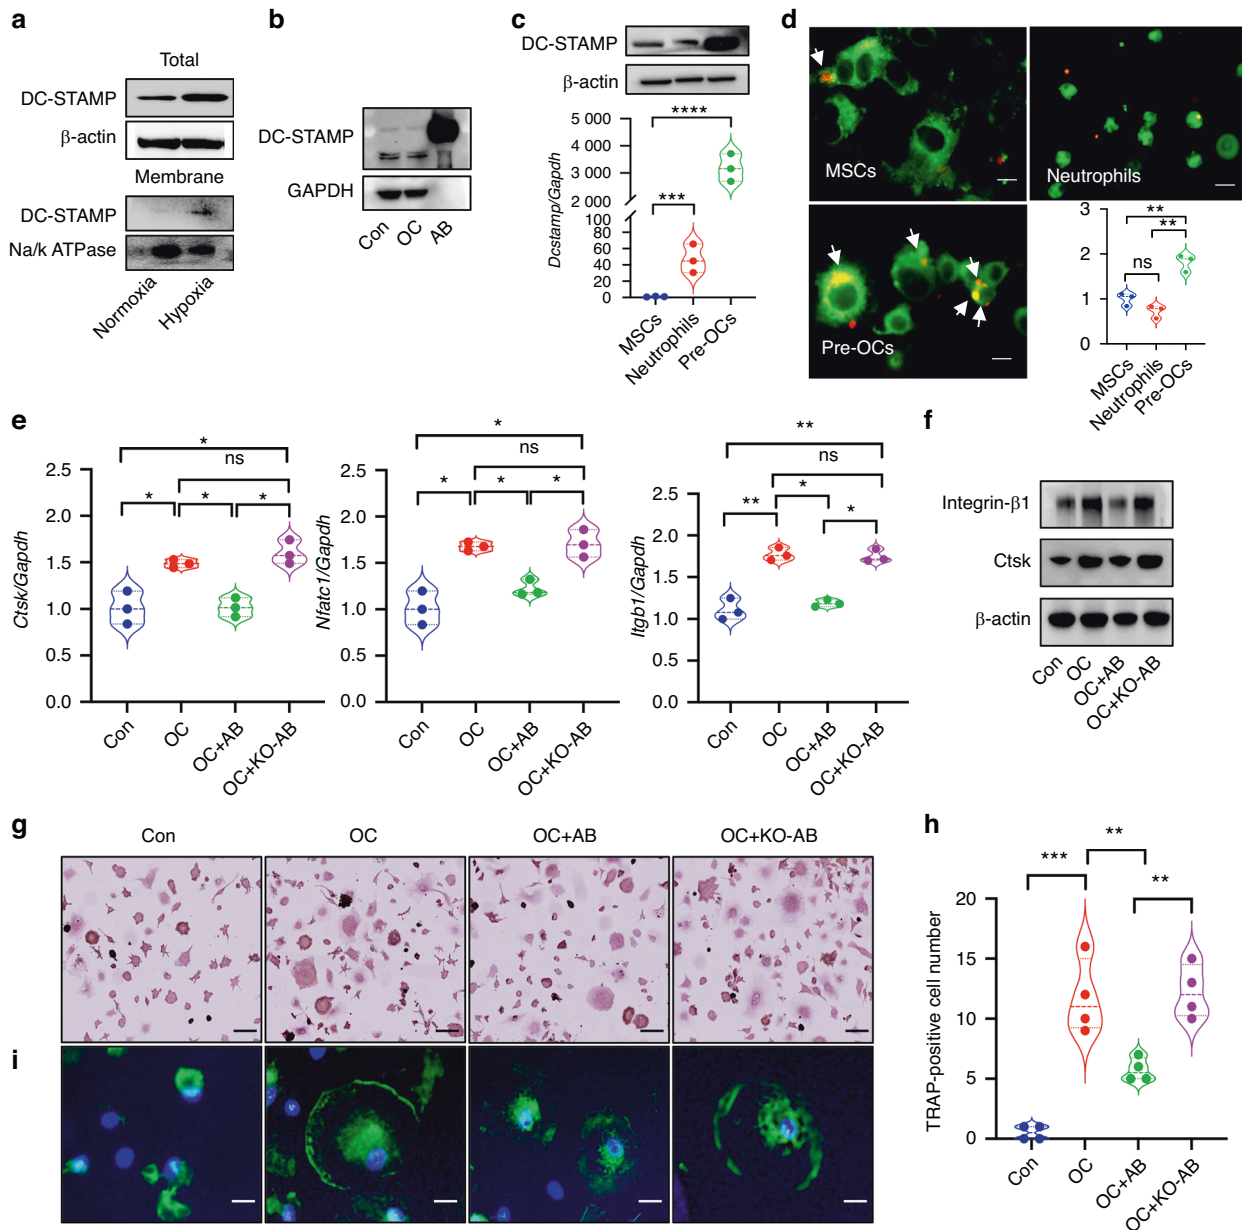 a
Total
DC-STAMP
β-actin
Membrane
DC-STAMP
Na/k ATPase
Normoxia
Hypoxia
b
DC-STAMP
GAPDH
Con
OC
AB
c
DC-STAMP
β-actin
****
***
5 000
4 000
3 000
2 000
100
80
60
40
20
0
Dcstamp/Gapdh
MSCs
Neutrophils
Pre-OCs
d
MSCs
Neutrophils
Pre-OCs
**
**
ns
3
2
1
0
MSCs
Neutrophils
Pre-OCs
e
*
ns
* * *
2.5
2.0
1.5
1.0
0.5
0.0
Ctsk/Gapdh
Con
OC
OC+AB
OC+KO-AB
*
ns
* * *
2.5
2.0
1.5
1.0
0.5
0.0
Nfatc1/Gapdh
Con
OC
OC+AB
OC+KO-AB
**
ns
*
** *
2.5
2.0
1.5
1.0
0.5
0.0
Itgb1/Gapdh
Con
OC
OC+AB
OC+KO-AB
f
Integrin-β1
Ctsk
β-actin
Con
OC
OC+AB
OC+KO-AB
g
Con
OC
OC+AB
OC+KO-AB
h
**
***
**
20
15
10
5
0
TRAP-positive cell number
Con
OC
OC+AB
OC+KO-AB
i